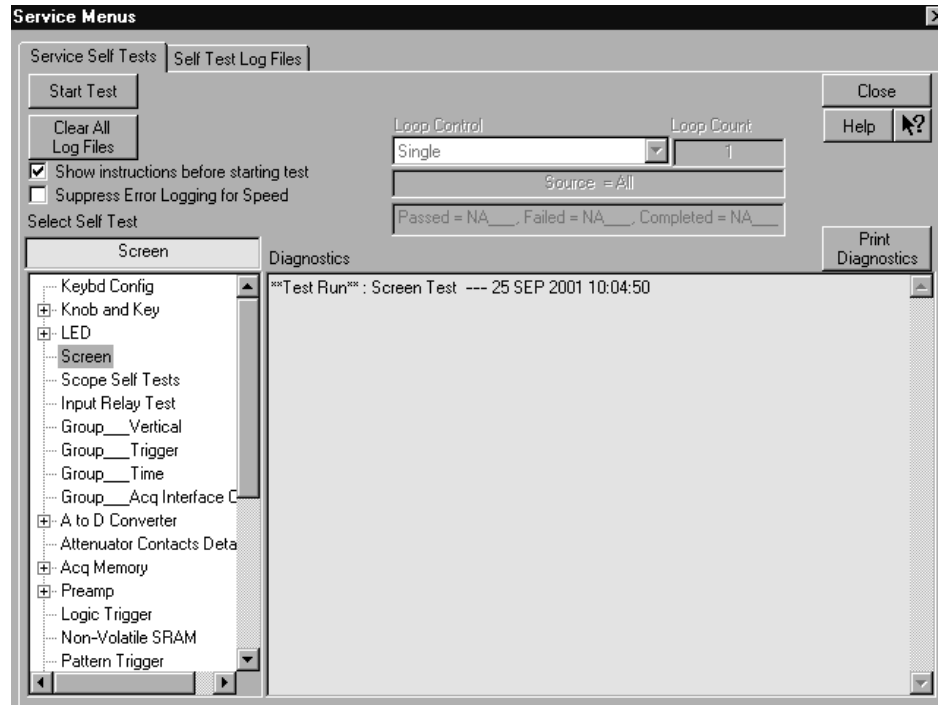 Service Menus
Service Self Tests
Self Test Log Files
Start Test
Close
Clear All
Log Files
Loop Control
Loop Count
Help
?
Single
1
Show instructions before starting test
Source = All
Suppress Error Logging for Speed
Select Self Test
Passed = NA___, Failed = NA___, Completed = NA___
Print
Diagnostics
Screen
Diagnostics
Keybd Config
Knob and Key
LED
Screen
Scope Self Tests
Input Relay Test
Group___Vertical
Group___Trigger
Group___Time
Group___Acq Interface C
A to D Converter
Attenuator Contacts Deta
Acq Memory
Preamp
Logic Trigger
Non-Volatile SRAM
Pattern Trigger
**Test Run** : Screen Test --- 25 SEP 2001 10:04:50